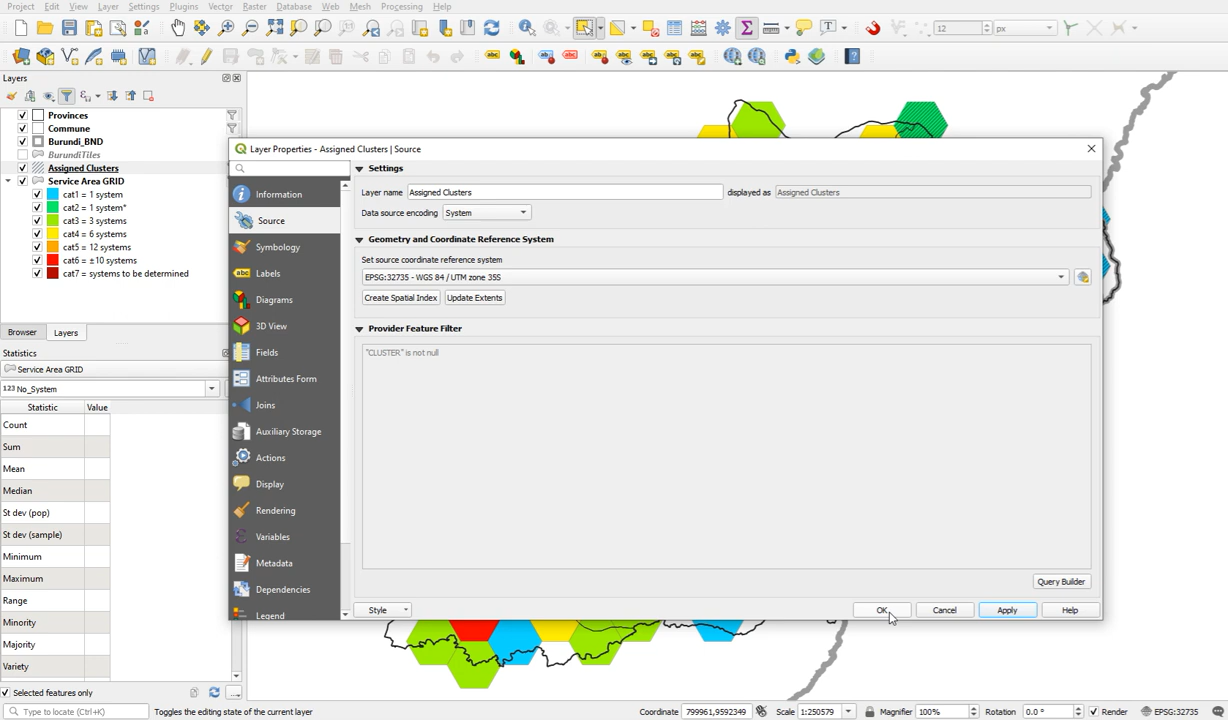 Project Edit View Layer Settings Plugins Vector Raster Database Web Mesh Processing Help
12 px
abc
Layers
Provinces
Commune
Burundi_BND
BurundiTiles
Assigned Clusters
Service Area GRID
cat1 = 1 system
cat2 = 1 system*
cat3 = 3 systems
cat4 = 6 systems
cat5 = 12 systems
cat6 = ±10 systems
cat7 = systems to be determined
Browser Layers
Statistics
Service Area GRID
123 No_System
Statistic Value
Count
Sum
Mean
Median
St dev (pop)
St dev (sample)
Minimum
Maximum
Range
Minority
Majority
Variety
Selected features only
Layer Properties - Assigned Clusters | Source
Information
Source
Symbology
abc Labels
Diagrams
3D View
Fields
Attributes Form
Joins
Auxiliary Storage
Actions
Display
Rendering
Variables
Metadata
Dependencies
Legend
Settings
Layer name Assigned Clusters displayed as Assigned Clusters
Data source encoding System
Geometry and Coordinate Reference System
Set source coordinate reference system
EPSG:32735 - WGS 84 / UTM zone 35S
Create Spatial Index Update Extents
Provider Feature Filter
"CLUSTER" is not null
Query Builder
Style OK Cancel Apply Help
Type to locate (Ctrl+K) Toggles the editing state of the current layer Coordinate 799961,9592349 Scale 1:250579 Magnifier 100% Rotation 0.0 ° Render EPSG:32735